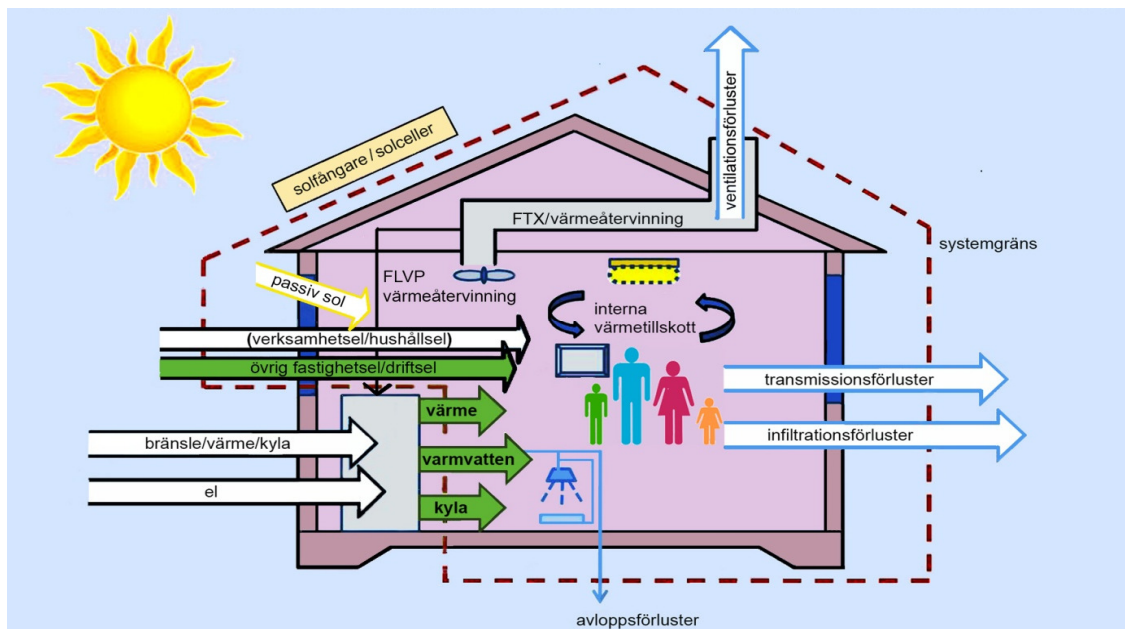 solfångare/solceller
ventilationsförluster
FTX/värmeåtervinning
systemgräns
passiv sol
FLVP
värmeåtervinning
interna
värmetillskott
(verksamhetsel/hushållsel)
övrig fastighetsel/driftsel
transmissionsförluster
värme
bränsle/värme/kyla
infiltrationsförluster
varmvatten
el
kyla
avloppsförluster